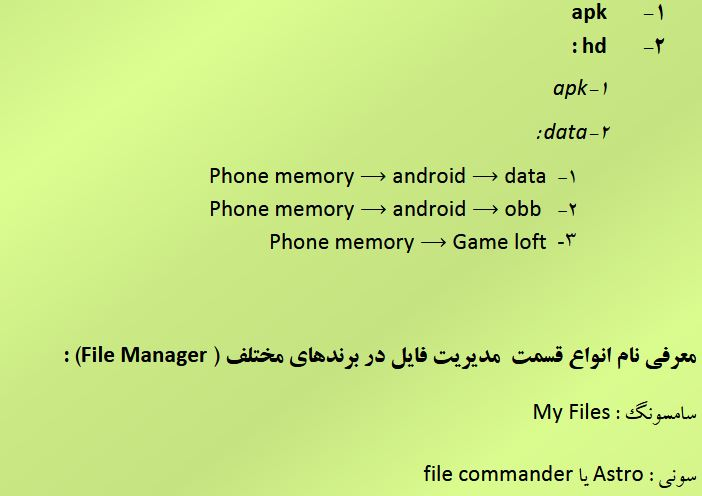 ۱- apk
۲- hd :
۱-apk
۲-data:
۱- Phone memory → android → data
۲- Phone memory → android → obb
۳- Phone memory → Game loft
معرفی نام انواع قسمت مدیریت فایل در برندهای مختلف ( File Manager) :
سامسونگ : My Files
سونی : Astro یا file commander